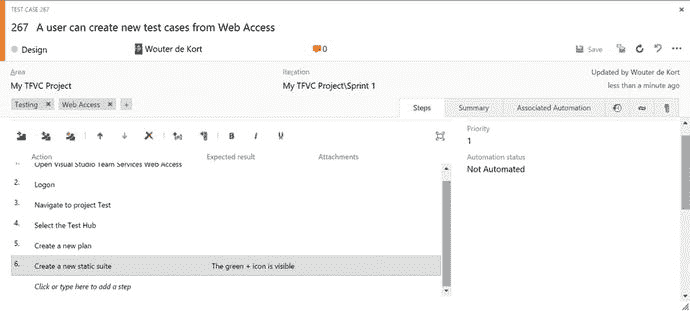 TEST CASE 267
267 A user can create new test cases from Web Access
Design Wouter de Kort 0 Save
Area Iteration Updated by Wouter de Kort
My TFVC Project My TFVC Project\Sprint 1 less than a minute ago
Testing Web Access +
Steps Summary Associated Automation
B I U
Action Expected result Attachments
1. Open Visual Studio Team Services Web Access
2. Logon
3. Navigate to project Test
4. Select the Test Hub
5. Create a new plan
6. Create a new static suite The green + icon is visible
Click or type here to add a step
Priority
1
Automation status
Not Automated